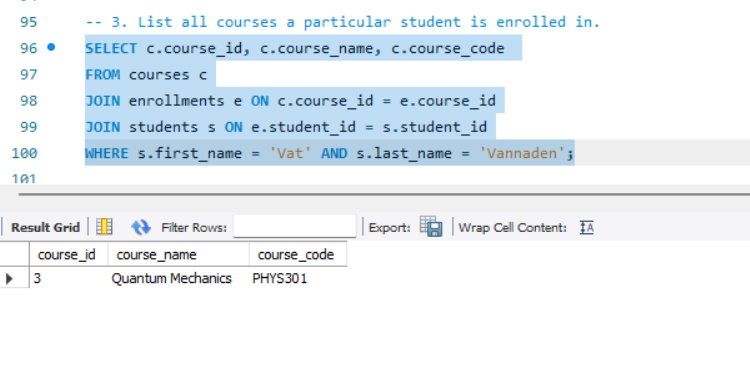 95 -- 3. List all courses a particular student is enrolled in.
96 SELECT c.course_id, c.course_name, c.course_code
97 FROM courses c
98 JOIN enrollments e ON c.course_id = e.course_id
99 JOIN students s ON e.student_id = s.student_id
100 WHERE s.first_name = 'Vat' AND s.last_name = 'Vannaden';
101
Result Grid Filter Rows: Export: Wrap Cell Content: IA
course_id course_name course_code
3 Quantum Mechanics PHYS301